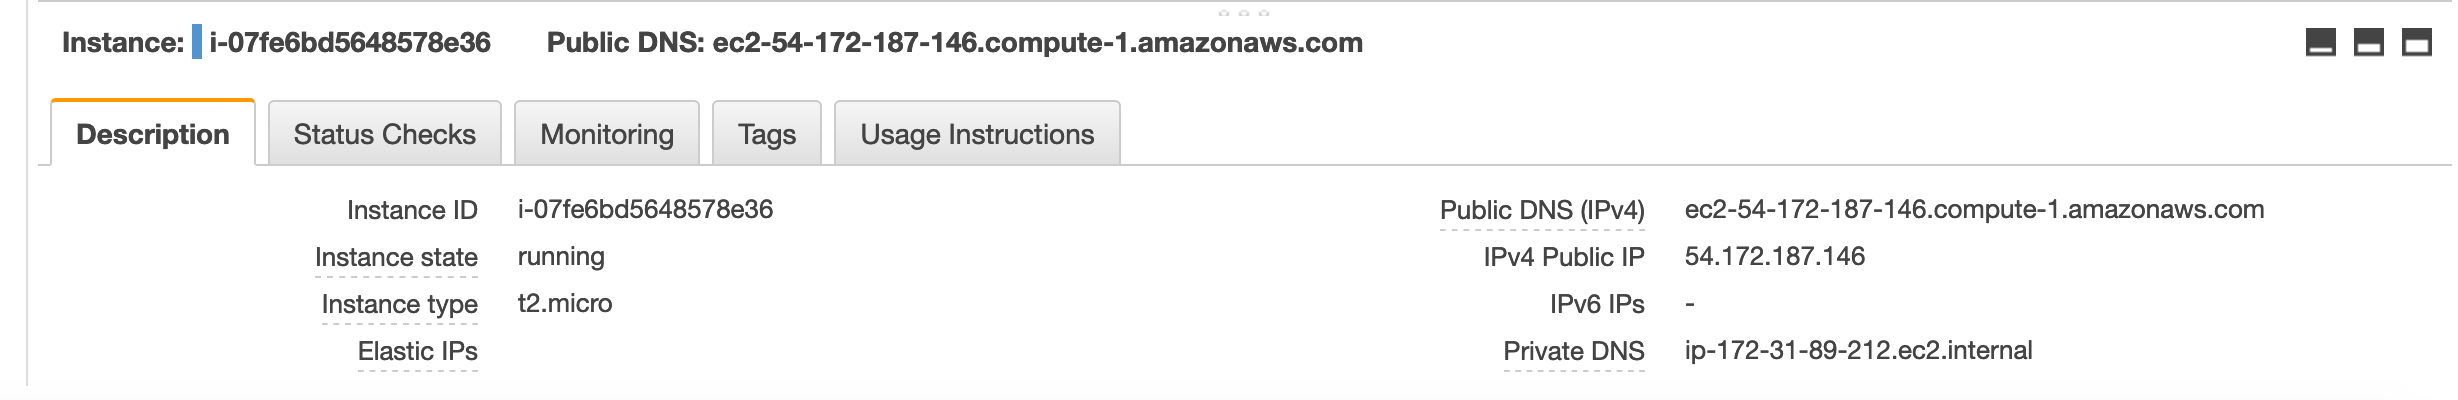 Instance: i-07fe6bd5648578e36 Public DNS: ec2-54-172-187-146.compute-1.amazonaws.com
Description Status Checks Monitoring Tags Usage Instructions
Instance ID i-07fe6bd5648578e36 Public DNS (IPv4) ec2-54-172-187-146.compute-1.amazonaws.com
Instance state running IPv4 Public IP 54.172.187.146
Instance type t2.micro IPv6 IPs -
Elastic IPs Private DNS ip-172-31-89-212.ec2.internal